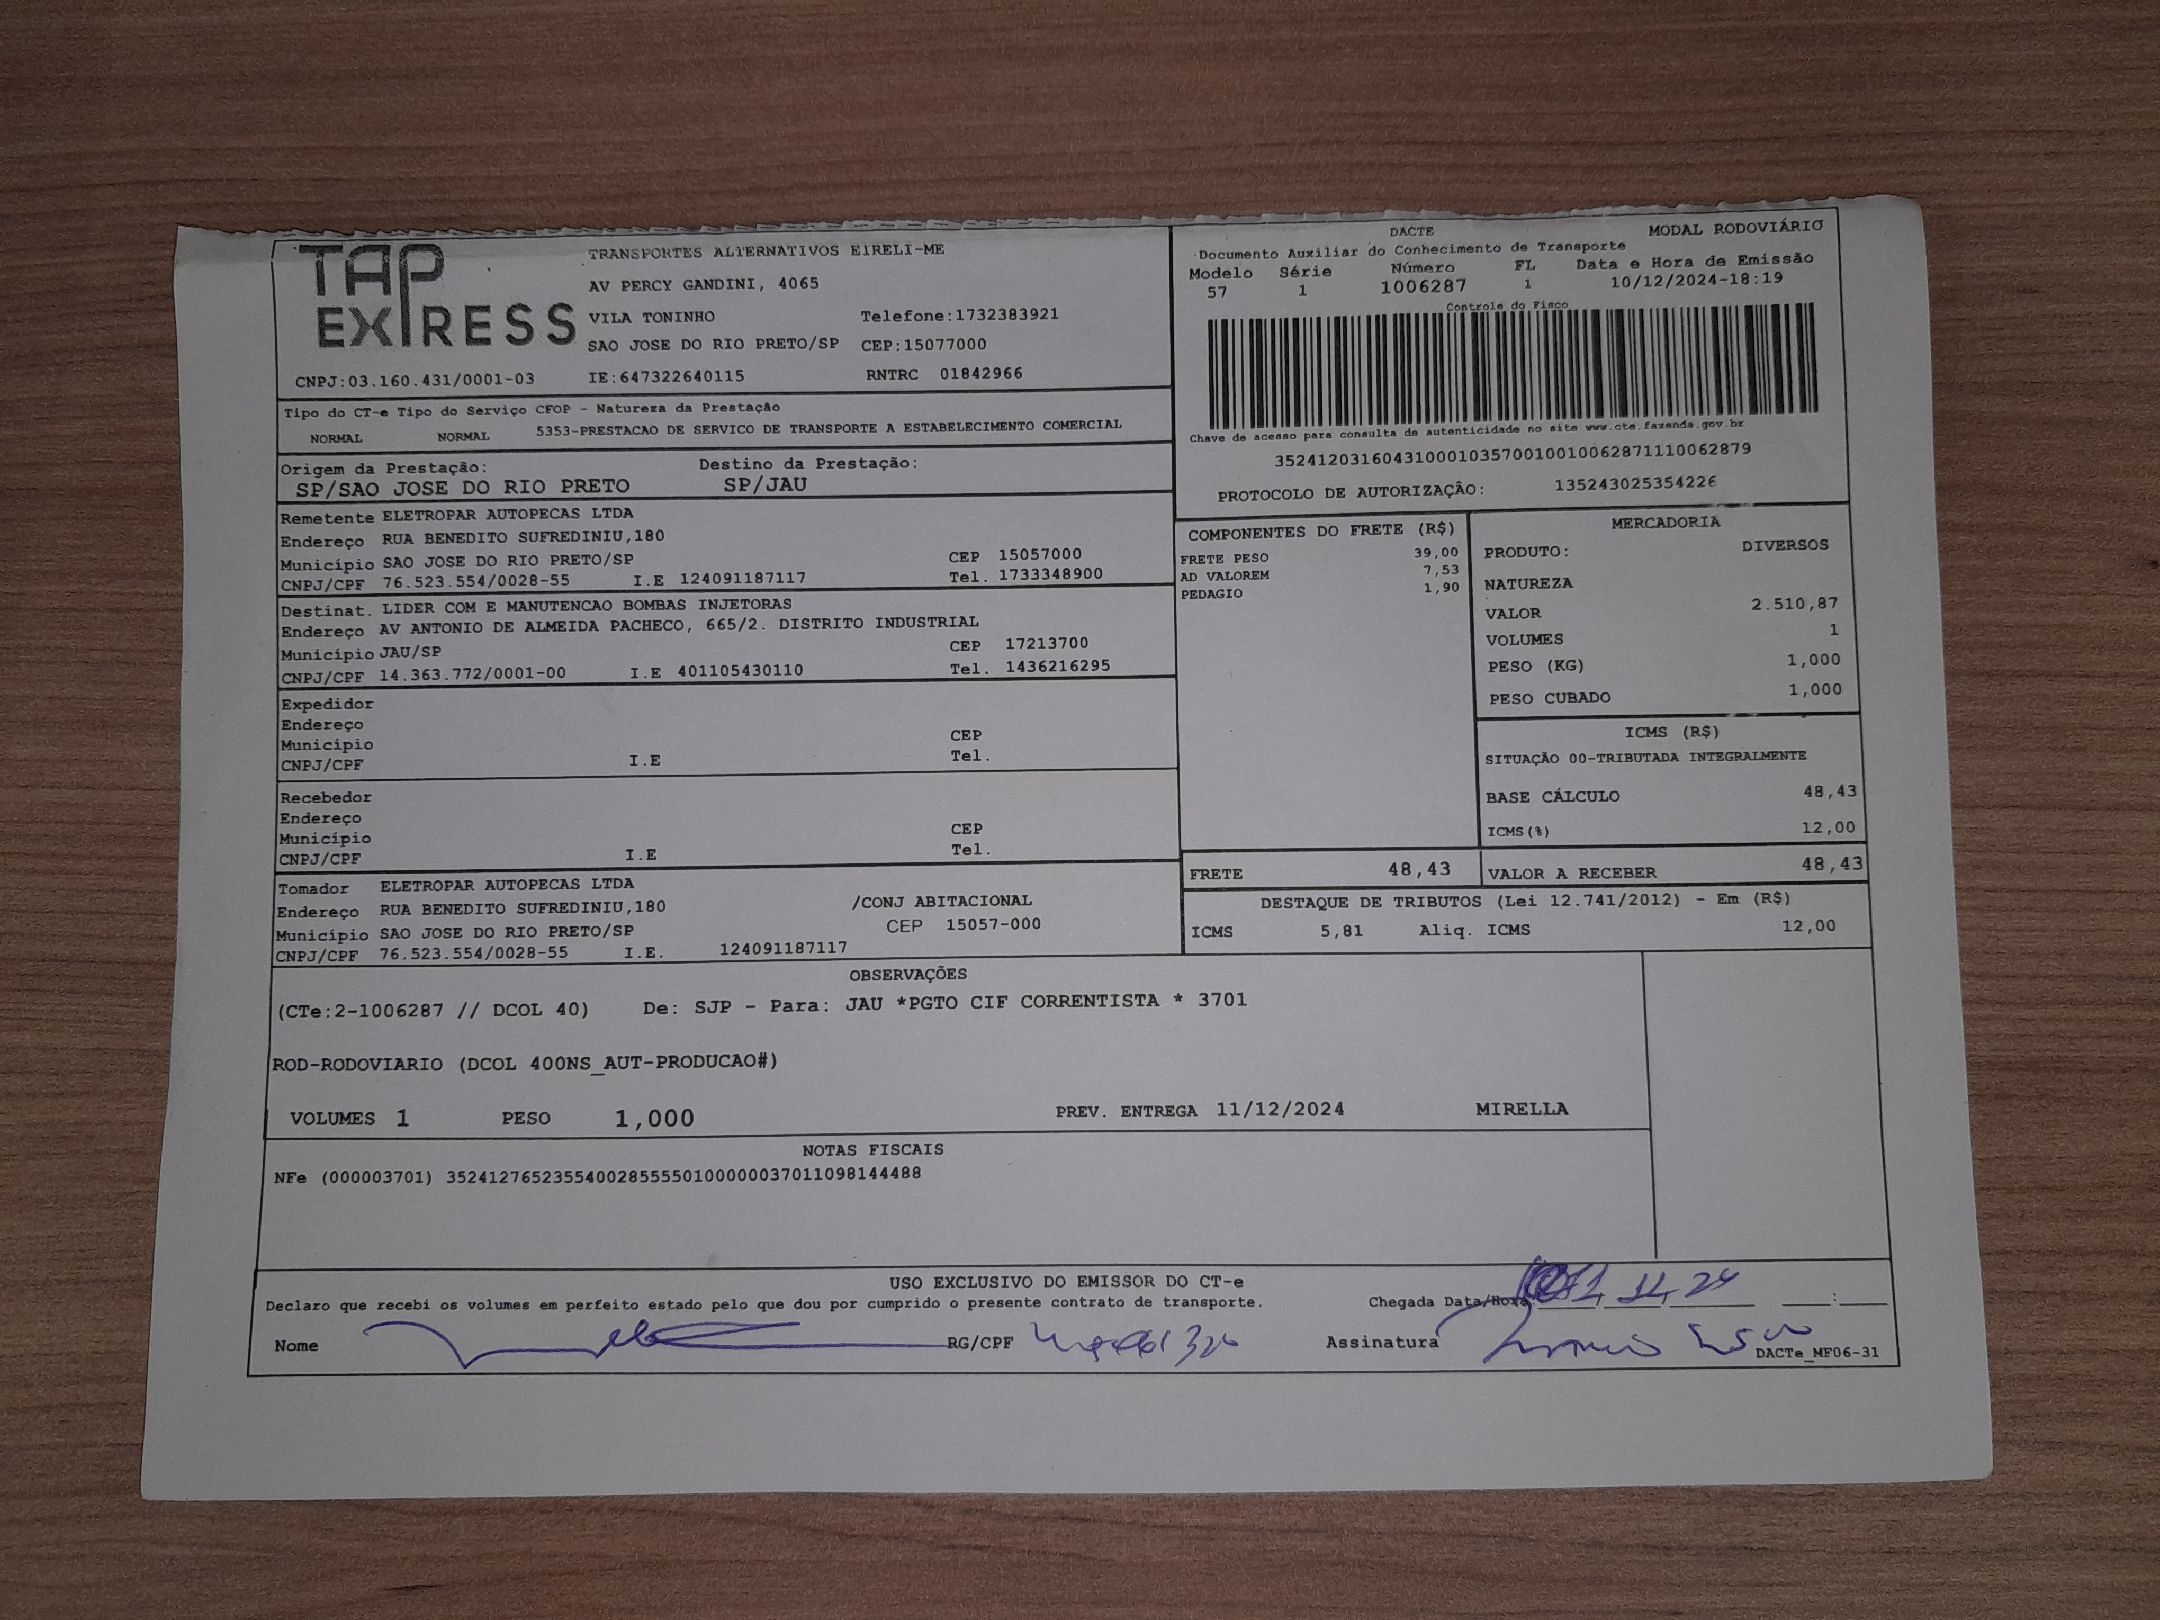 TAP EXPRESS
TRANSPORTES ALTERNATIVOS EIRELI-ME
AV PERCY GANDINI, 4065
VILA TONINHO Telefone:1732383921
SAO JOSE DO RIO PRETO/SP CEP:15077000
CNPJ:03.160.431/0001-03 IE:647322640115 RNTRC 01842966
DACTE MODAL RODOVIÁRIO
Documento Auxiliar do Conhecimento de Transporte
Modelo Série Número FL Data e Hora de Emissão
57 1 1006287 1 10/12/2024-18:19
Controle do Fisco
Chave de acesso para consulta de autenticidade no site www.cte.fazenda.gov.br
35241203160431000103570010010062871110062879
PROTOCOLO DE AUTORIZAÇÃO: 135243025354226
Tipo do CT-e Tipo do Serviço CFOP - Natureza da Prestação
NORMAL NORMAL 5353-PRESTACAO DE SERVICO DE TRANSPORTE A ESTABELECIMENTO COMERCIAL
Origem da Prestação: Destino da Prestação:
SP/SAO JOSE DO RIO PRETO SP/JAU
Remetente ELETROPAR AUTOPECAS LTDA
Endereço RUA BENEDITO SUFREDINIU,180
Município SAO JOSE DO RIO PRETO/SP CEP 15057000
CNPJ/CPF 76.523.554/0028-55 I.E 124091187117 Tel. 1733348900
Destinat. LIDER COM E MANUTENCAO BOMBAS INJETORAS
Endereço AV ANTONIO DE ALMEIDA PACHECO, 665/2. DISTRITO INDUSTRIAL
Município JAU/SP CEP 17213700
CNPJ/CPF 14.363.772/0001-00 I.E 401105430110 Tel. 1436216295
Expedidor
Endereço
Município CEP
CNPJ/CPF I.E Tel.
Recebedor
Endereço
Município CEP
CNPJ/CPF I.E Tel.
Tomador ELETROPAR AUTOPECAS LTDA
Endereço RUA BENEDITO SUFREDINIU,180 /CONJ ABITACIONAL
Município SAO JOSE DO RIO PRETO/SP CEP 15057-000
CNPJ/CPF 76.523.554/0028-55 I.E. 124091187117
COMPONENTES DO FRETE (R$)
FRETE PESO 39,00
AD VALOREM 7,53
PEDAGIO 1,90
MERCADORIA
PRODUTO: DIVERSOS
NATUREZA
VALOR 2.510,87
VOLUMES 1
PESO (KG) 1,000
PESO CUBADO 1,000
ICMS (R$)
SITUAÇÃO 00-TRIBUTADA INTEGRALMENTE
BASE CÁLCULO 48,43
ICMS(%) 12,00
FRETE 48,43 VALOR A RECEBER 48,43
DESTAQUE DE TRIBUTOS (Lei 12.741/2012) - Em (R$)
ICMS 5,81 Aliq. ICMS 12,00
OBSERVAÇÕES
(CTe:2-1006287 // DCOL 40) De: SJP - Para: JAU *PGTO CIF CORRENTISTA * 3701
ROD-RODOVIARIO (DCOL 400NS_AUT-PRODUCAO#)
VOLUMES 1 PESO 1,000 PREV. ENTREGA 11/12/2024 MIRELLA
NOTAS FISCAIS
NFe (000003701) 35241276523554002855550100000037011098144488
USO EXCLUSIVO DO EMISSOR DO CT-e
Declaro que recebi os volumes em perfeito estado pelo que dou por cumprido o presente contrato de transporte. Chegada Data/Hora
Nome RG/CPF Assinatura
DACTe_MF06-31